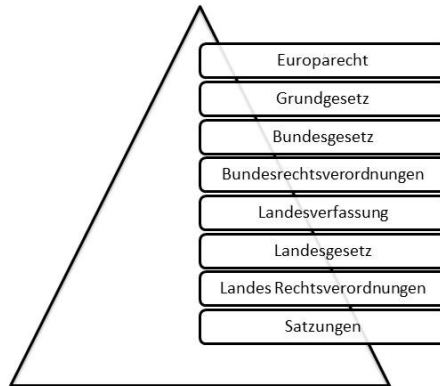 Europarecht
Grundgesetz
Bundesgesetz
Bundesrechtsverordnungen
Landesverfassung
Landesgesetz
Landes Rechtsverordnungen
Satzungen